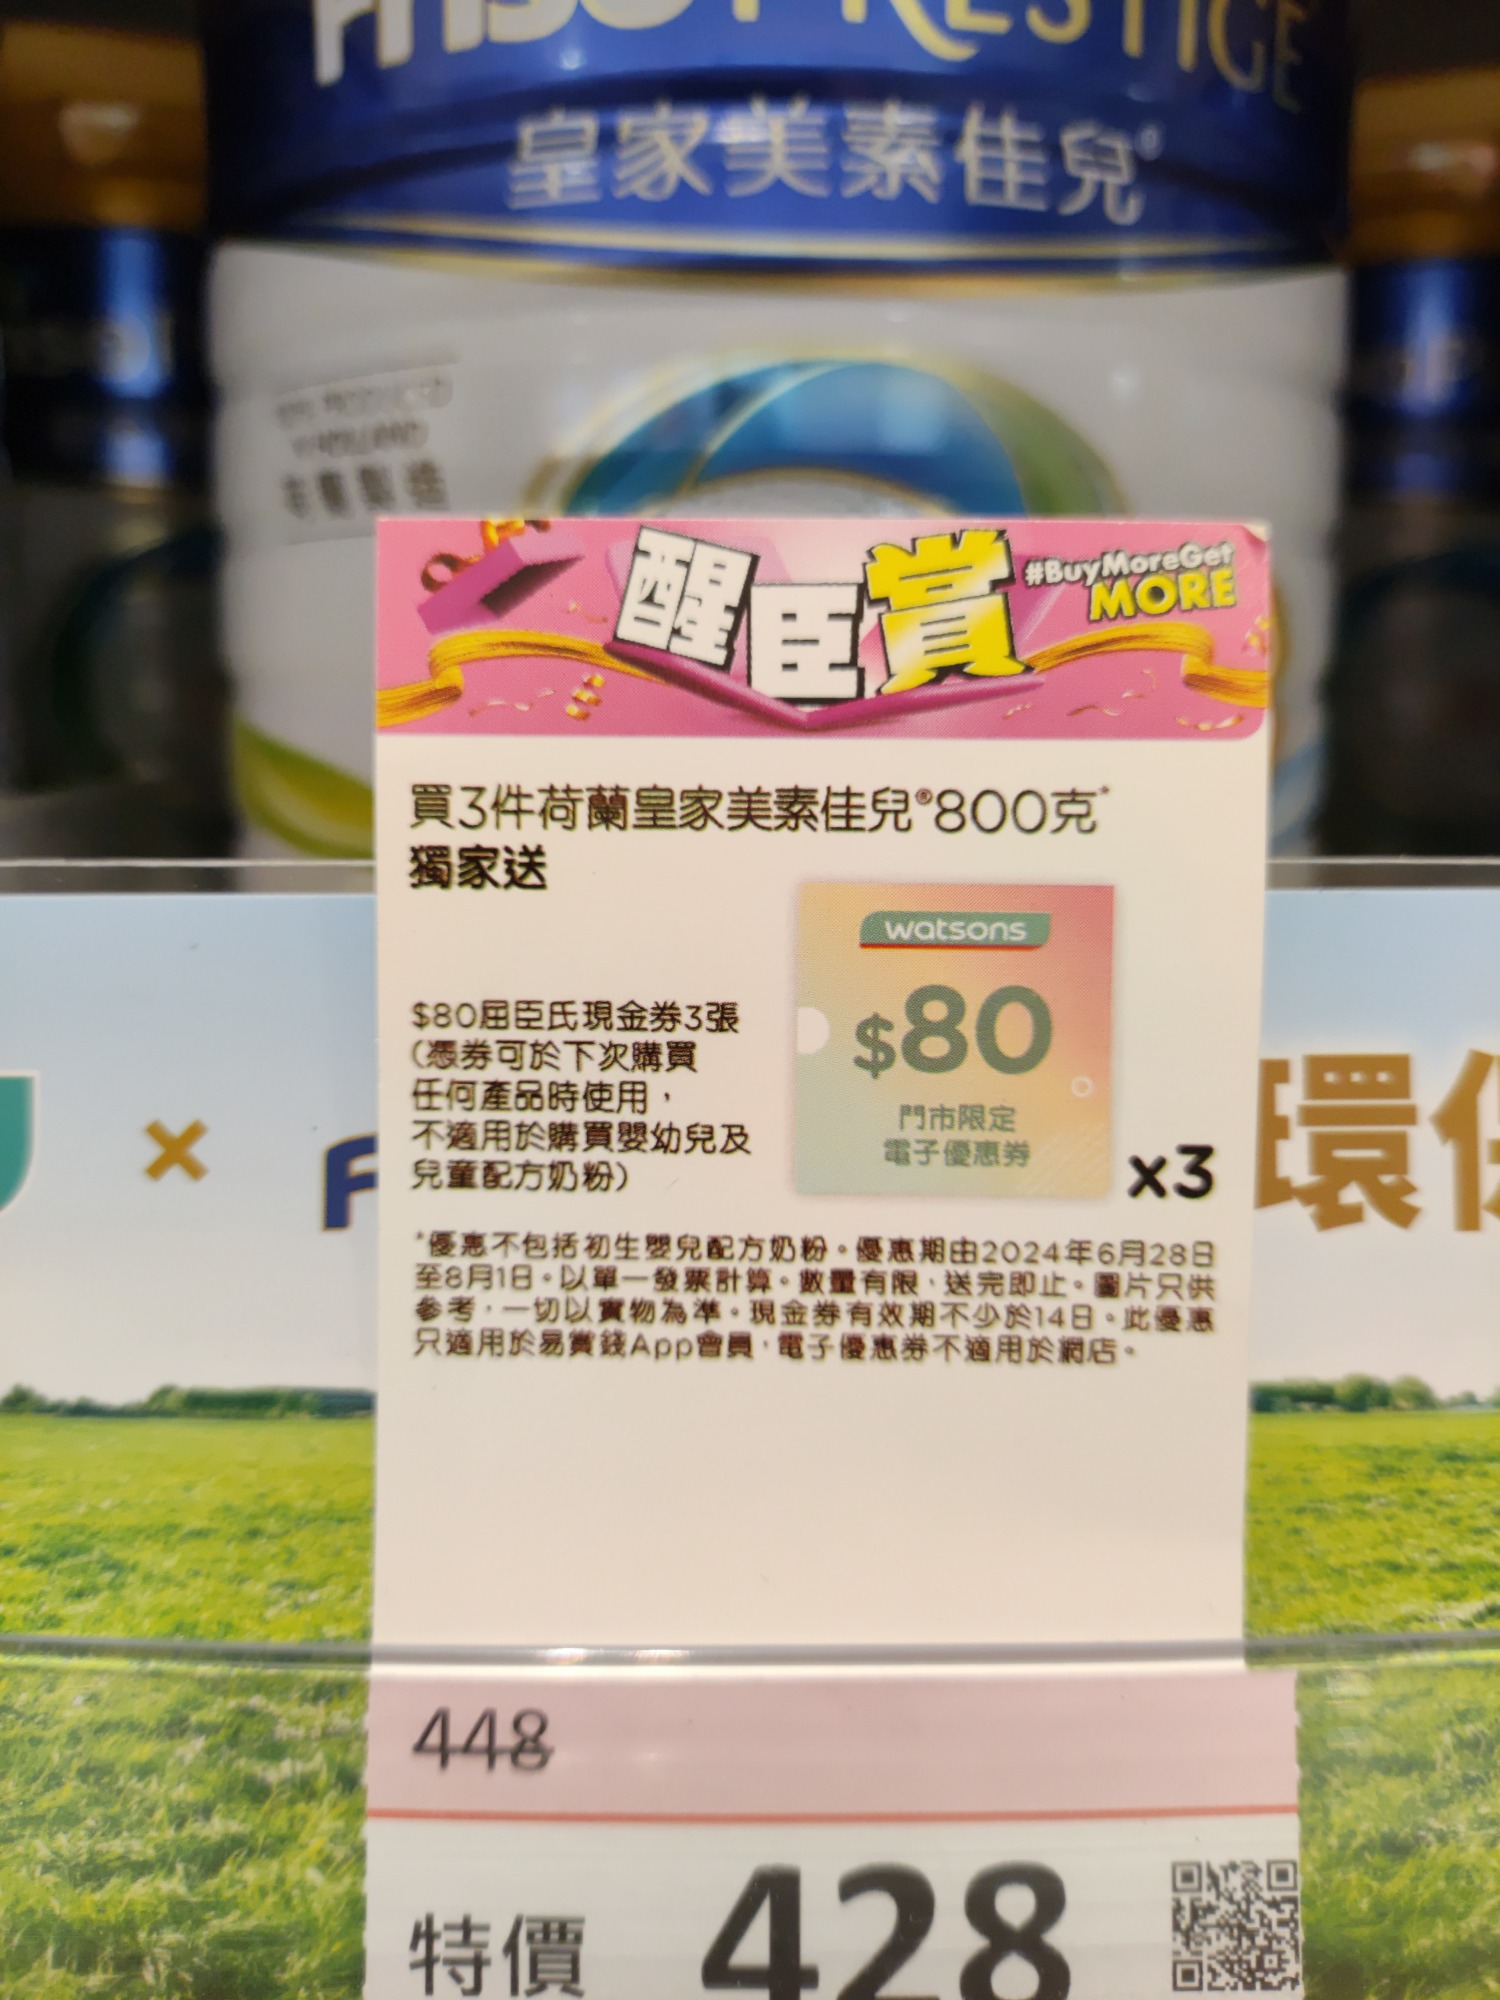 FRISO PRESTIGE
皇家美素佳兒
醒臣賞
#BuyMoreGet
MORE
買3件荷蘭皇家美素佳兒®800克*
獨家送
watsons
$80
門市限定
電子優惠券
x3
$80屈臣氏現金券3張
(憑券可於下次購買
任何產品時使用，
不適用於購買嬰幼兒及
兒童配方奶粉)
*優惠不包括初生嬰兒配方奶粉。優惠期由2024年6月28日
至8月1日。以單一發票計算。數量有限，送完即止。圖片只供
參考，一切以實物為準。現金券有效期不少於14日。此優惠
只適用於易賞錢App會員，電子優惠券不適用於網店。
× F
環保
448
特價 428